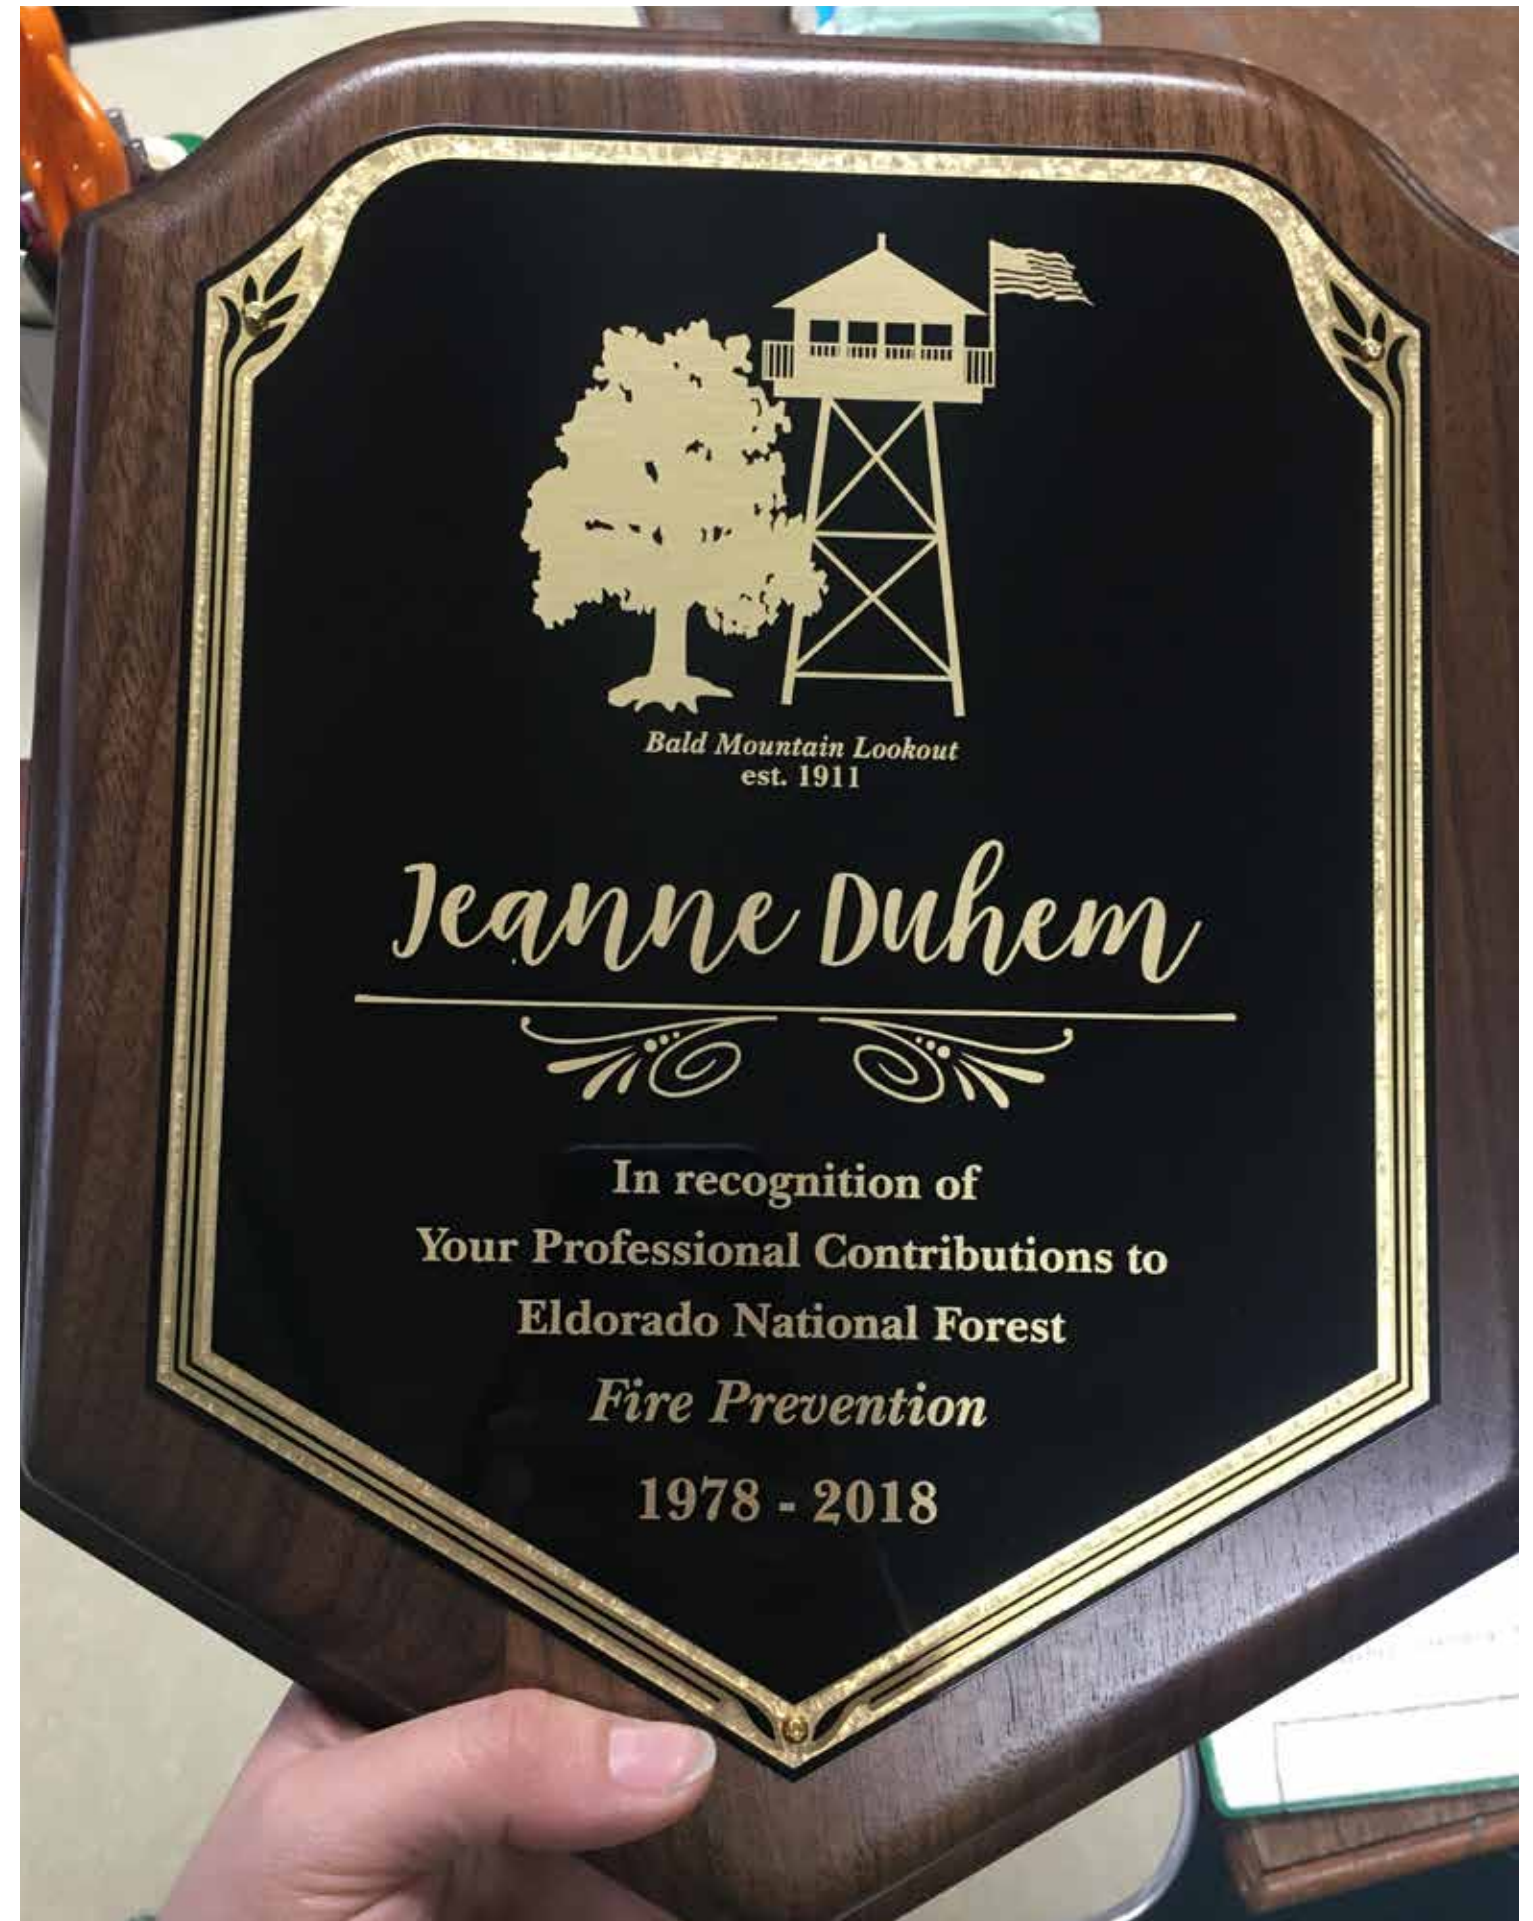 Bald Mountain Lookout
est. 1911
Jeanne Duhem
In recognition of
Your Professional Contributions to
Eldorado National Forest
Fire Prevention
1978 - 2018